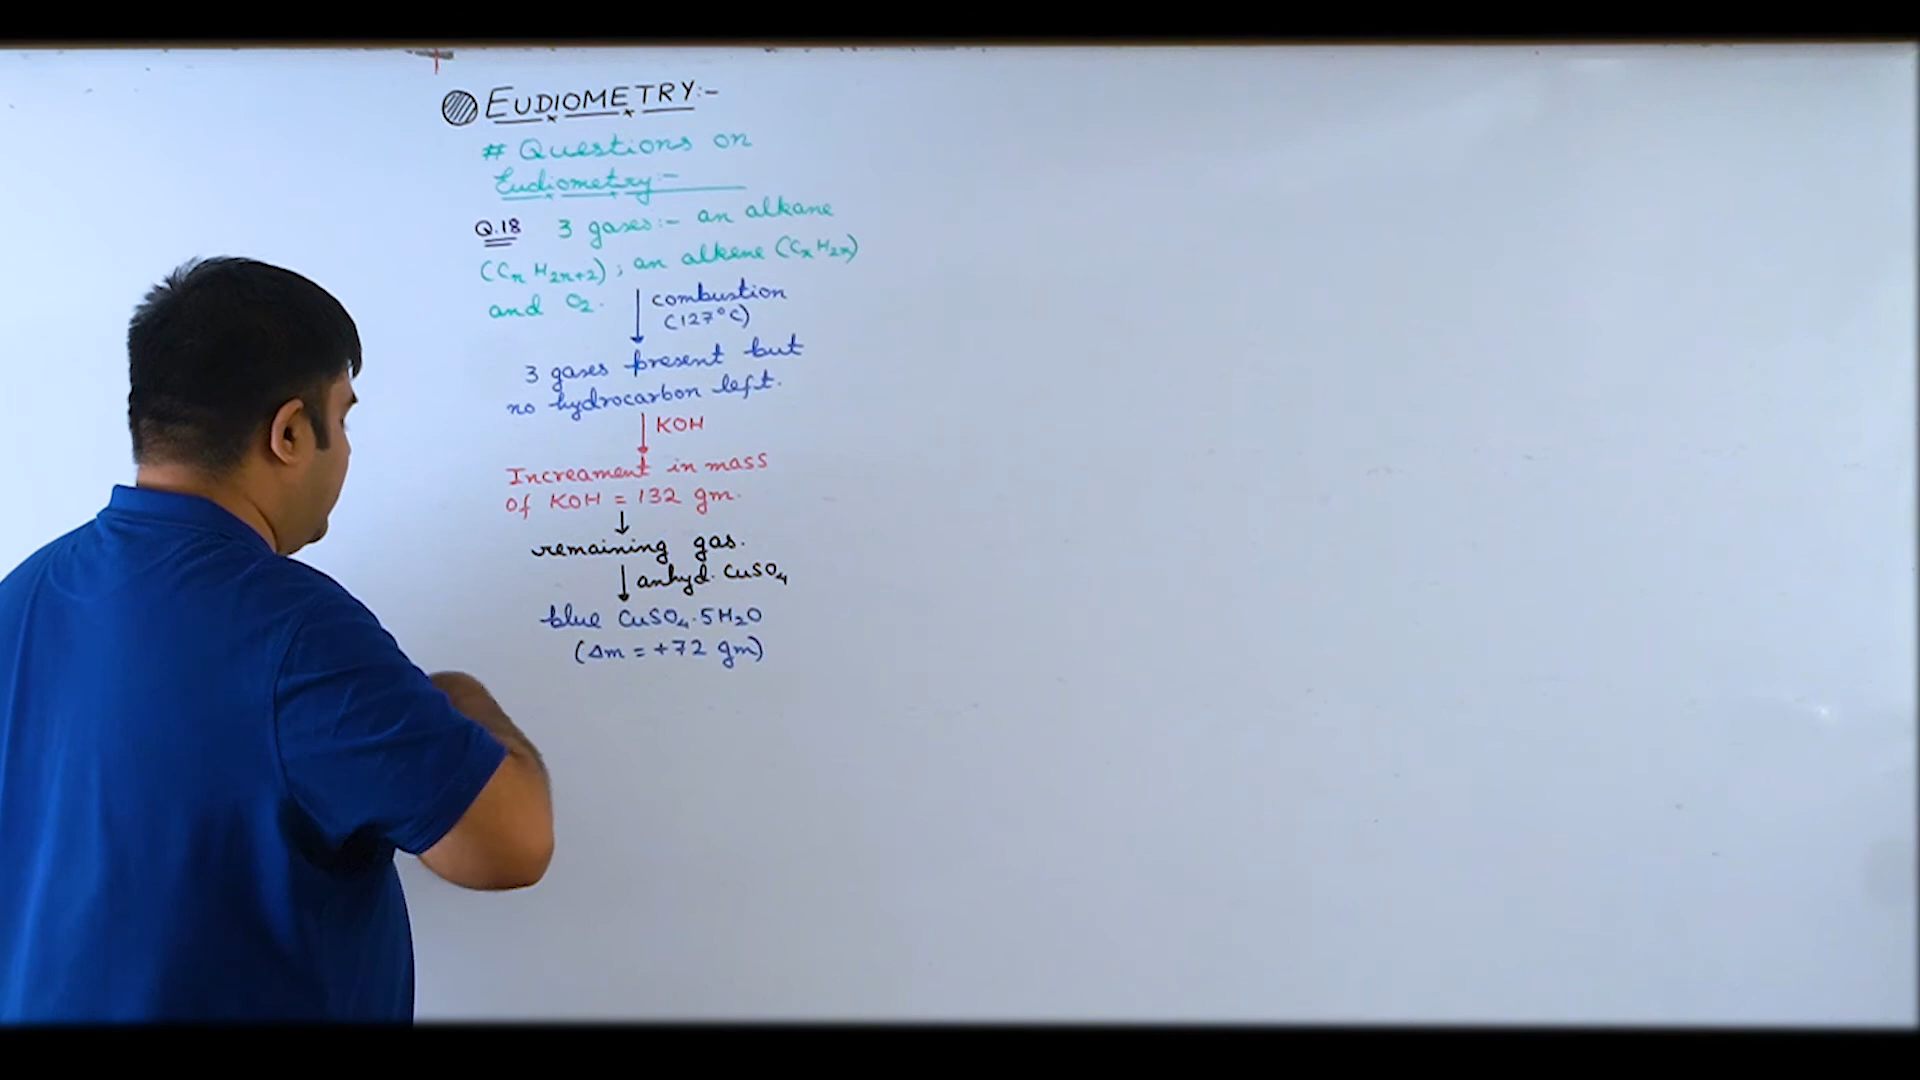 EUDIOMETRY:-
# Questions on
Eudiometry:-
Q.18 3 gases:- an alkane
(CnH2n+2); an alkene (CxH2x)
and O2.
combustion
(127°C)
3 gases present but
no hydrocarbon left.
KOH
Increament in mass
of KOH = 132 gm.
remaining gas.
anhyd. CuSO4
blue CuSO4.5H2O
(Δm = +72 gm)